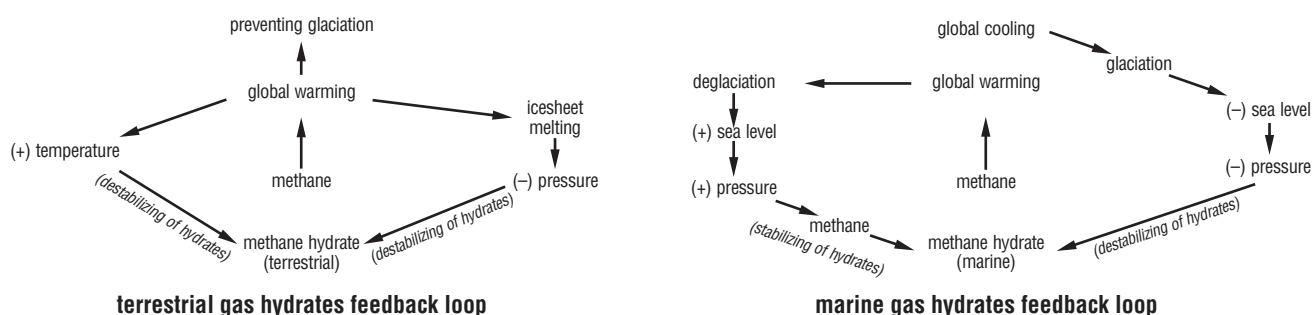 preventing glaciation
global warming
icesheet
melting
(+) temperature
methane
(–) pressure
(destabilizing of hydrates)
(destabilizing of hydrates)
methane hydrate
(terrestrial)
terrestrial gas hydrates feedback loop
global cooling
glaciation
deglaciation
global warming
(–) sea level
(+) sea level
(–) pressure
(+) pressure
methane
methane
(stabilizing of hydrates)
(destabilizing of hydrates)
methane hydrate
(marine)
marine gas hydrates feedback loop